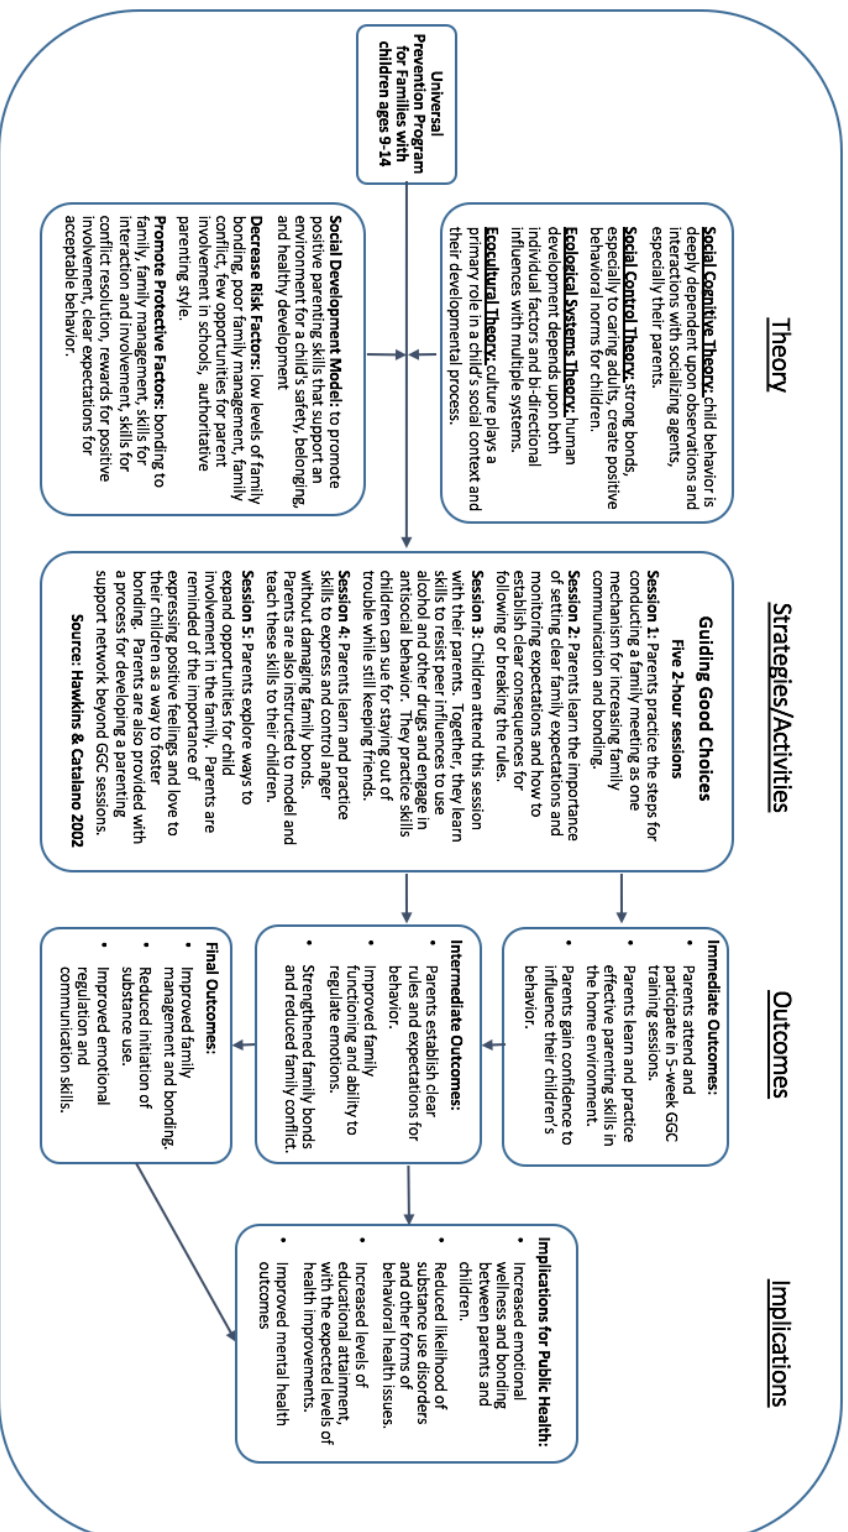 Theory
Strategies/Activities
Outcomes
Implications
Universal
Prevention Program
for Families with
children ages 9-14
Social Cognitive Theory: child behavior is
deeply dependent upon observations and
interactions with socializing agents,
especially their parents.
Social Control Theory: strong bonds,
especially to caring adults, create positive
behavioral norms for children.
Ecological Systems Theory: human
development depends upon both
individual factors and bi-directional
influences with multiple systems.
Ecocultural Theory: culture plays a
primary role in a child's social context and
their developmental process.
Social Development Model: to promote
positive parenting skills that support an
environment for a child's safety, belonging,
and healthy development
Decrease Risk Factors: low levels of family
bonding, poor family management, family
conflict, few opportunities for parent
involvement in schools, authoritative
parenting style.
Promote Protective Factors: bonding to
family, family management, skills for
interaction and involvement, skills for
conflict resolution, rewards for positive
involvement, clear expectations for
acceptable behavior.
Guiding Good Choices
Five 2-hour sessions
Session 1: Parents practice the steps for
conducting a family meeting as one
mechanism for increasing family
communication and bonding.
Session 2: Parents learn the importance
of setting clear family expectations and
monitoring expectations and how to
establish clear consequences for
following or breaking the rules.
Session 3: Children attend this session
with their parents. Together, they learn
skills to resist peer influences to use
alcohol and other drugs and engage in
antisocial behavior. They practice skills
children can sue for staying out of
trouble while still keeping friends.
Session 4: Parents learn and practice
skills to express and control anger
without damaging family bonds.
Parents are also instructed to model and
teach these skills to their children.
Session 5: Parents explore ways to
expand opportunities for child
involvement in the family. Parents are
reminded of the importance of
expressing positive feelings and love to
their children as a way to foster
bonding. Parents are also provided with
a process for developing a parenting
support network beyond GGC sessions.
Source: Hawkins & Catalano 2002
Immediate Outcomes:
• Parents attend and
participate in 5-week GGC
training sessions.
• Parents learn and practice
effective parenting skills in
the home environment.
• Parents gain confidence to
influence their children's
behavior.
Intermediate Outcomes:
• Parents establish clear
rules and expectations for
behavior.
• Improved family
functioning and ability to
regulate emotions.
• Strengthened family bonds
and reduced family conflict.
Final Outcomes:
• Improved family
management and bonding.
• Reduced initiation of
substance use.
• Improved emotional
regulation and
communication skills.
Implications for Public Health:
• Increased emotional
wellness and bonding
between parents and
children.
• Reduced likelihood of
substance use disorders
and other forms of
behavioral health issues.
• Increased levels of
educational attainment,
with the expected levels of
health improvements.
• Improved mental health
outcomes